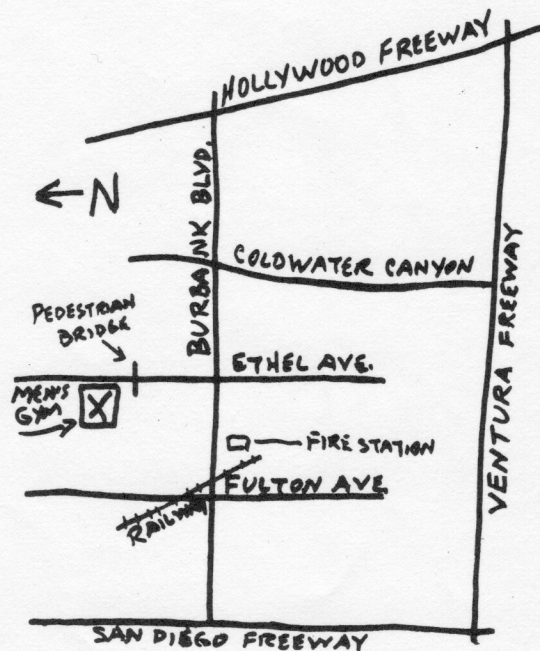 HOLLYWOOD FREEWAY
N
BURBANK BLVD.
COLDWATER CANYON
VENTURA FREEWAY
PEDESTRIAN
BRIDGE
ETHEL AVE.
MEN'S
GYM
X
FIRE STATION
FULTON AVE
RAILWAY
SAN DIEGO FREEWAY